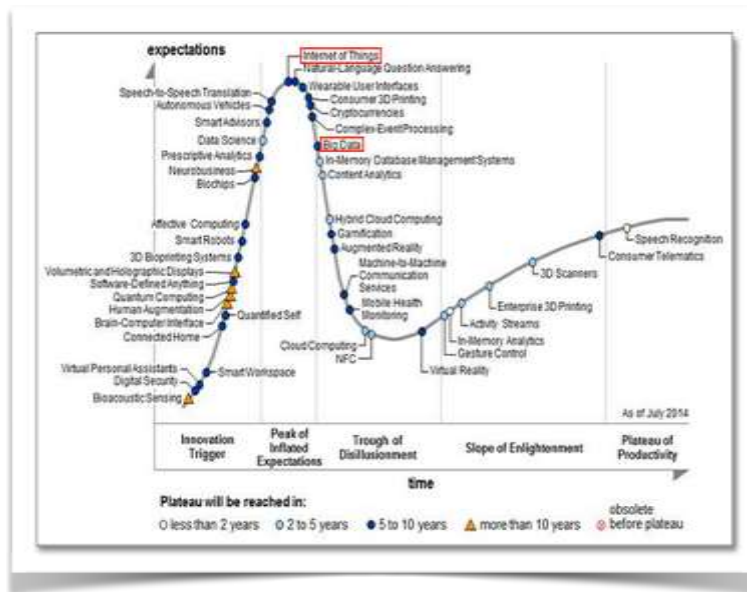 expectations
Internet of Things
Natural-Language Question Answering
Wearable User Interfaces
Speech-to-Speech Translation
Consumer 3D Printing
Autonomous Vehicles
Cryptocurrencies
Smart Advisors
Complex-Event Processing
Data Science
Big Data
Prescriptive Analytics
In-Memory Database Management Systems
Neurobusiness
Content Analytics
Biochips
Hybrid Cloud Computing
Affective Computing
Gamification
Speech Recognition
Smart Robots
Augmented Reality
Consumer Telematics
3D Bioprinting Systems
Machine-to-Machine
Communication
Services
Volumetric and Holographic Displays
3D Scanners
Software-Defined Anything
Quantum Computing
Mobile Health
Monitoring
Enterprise 3D Printing
Human Augmentation
Activity Streams
Brain-Computer Interface
Quantified Self
Connected Home
Cloud Computing
In-Memory Analytics
NFC
Gesture Control
Virtual Reality
Virtual Personal Assistants
Smart Workspace
Digital Security
Bioacoustic Sensing
As of July 2014
Innovation
Trigger
Peak of
Inflated
Expectations
Trough of
Disillusionment
Slope of Enlightenment
Plateau of
Productivity
time
Plateau will be reached in:
less than 2 years
2 to 5 years
5 to 10 years
more than 10 years
obsolete
before plateau